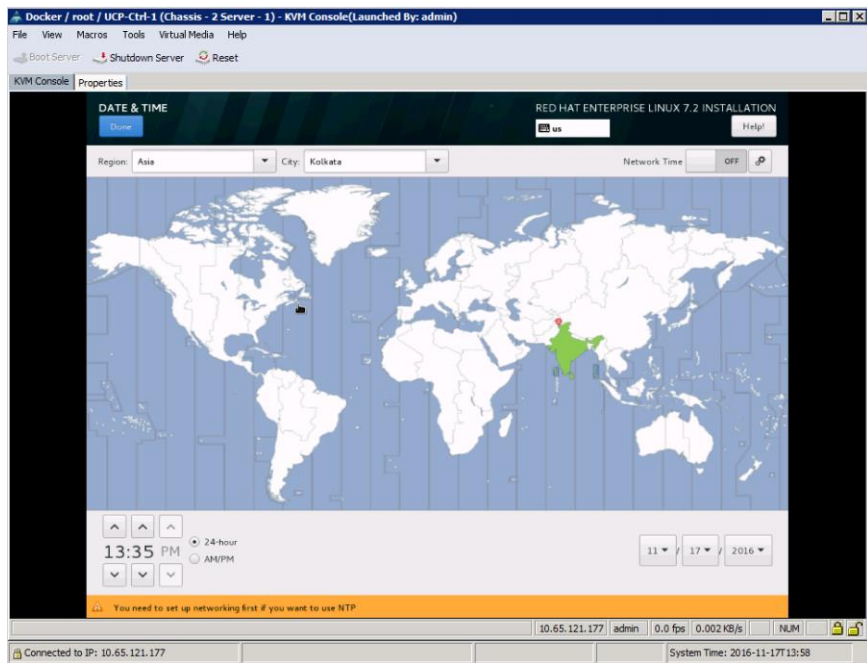 Docker / root / UCP-Ctrl-1 (Chassis - 2 Server - 1) - KVM Console(Launched By: admin)
File View Macros Tools Virtual Media Help
Boot Server Shutdown Server Reset
KVM Console Properties
DATE & TIME RED HAT ENTERPRISE LINUX 7.2 INSTALLATION
Done us Help!
Region: Asia City: Kolkata Network Time OFF
13:35 PM
24-hour
AM/PM
11 / 17 / 2016
You need to set up networking first if you want to use NTP
10.65.121.177 admin 0.0 fps 0.002 KB/s NUM
Connected to IP: 10.65.121.177 System Time: 2016-11-17T13:58